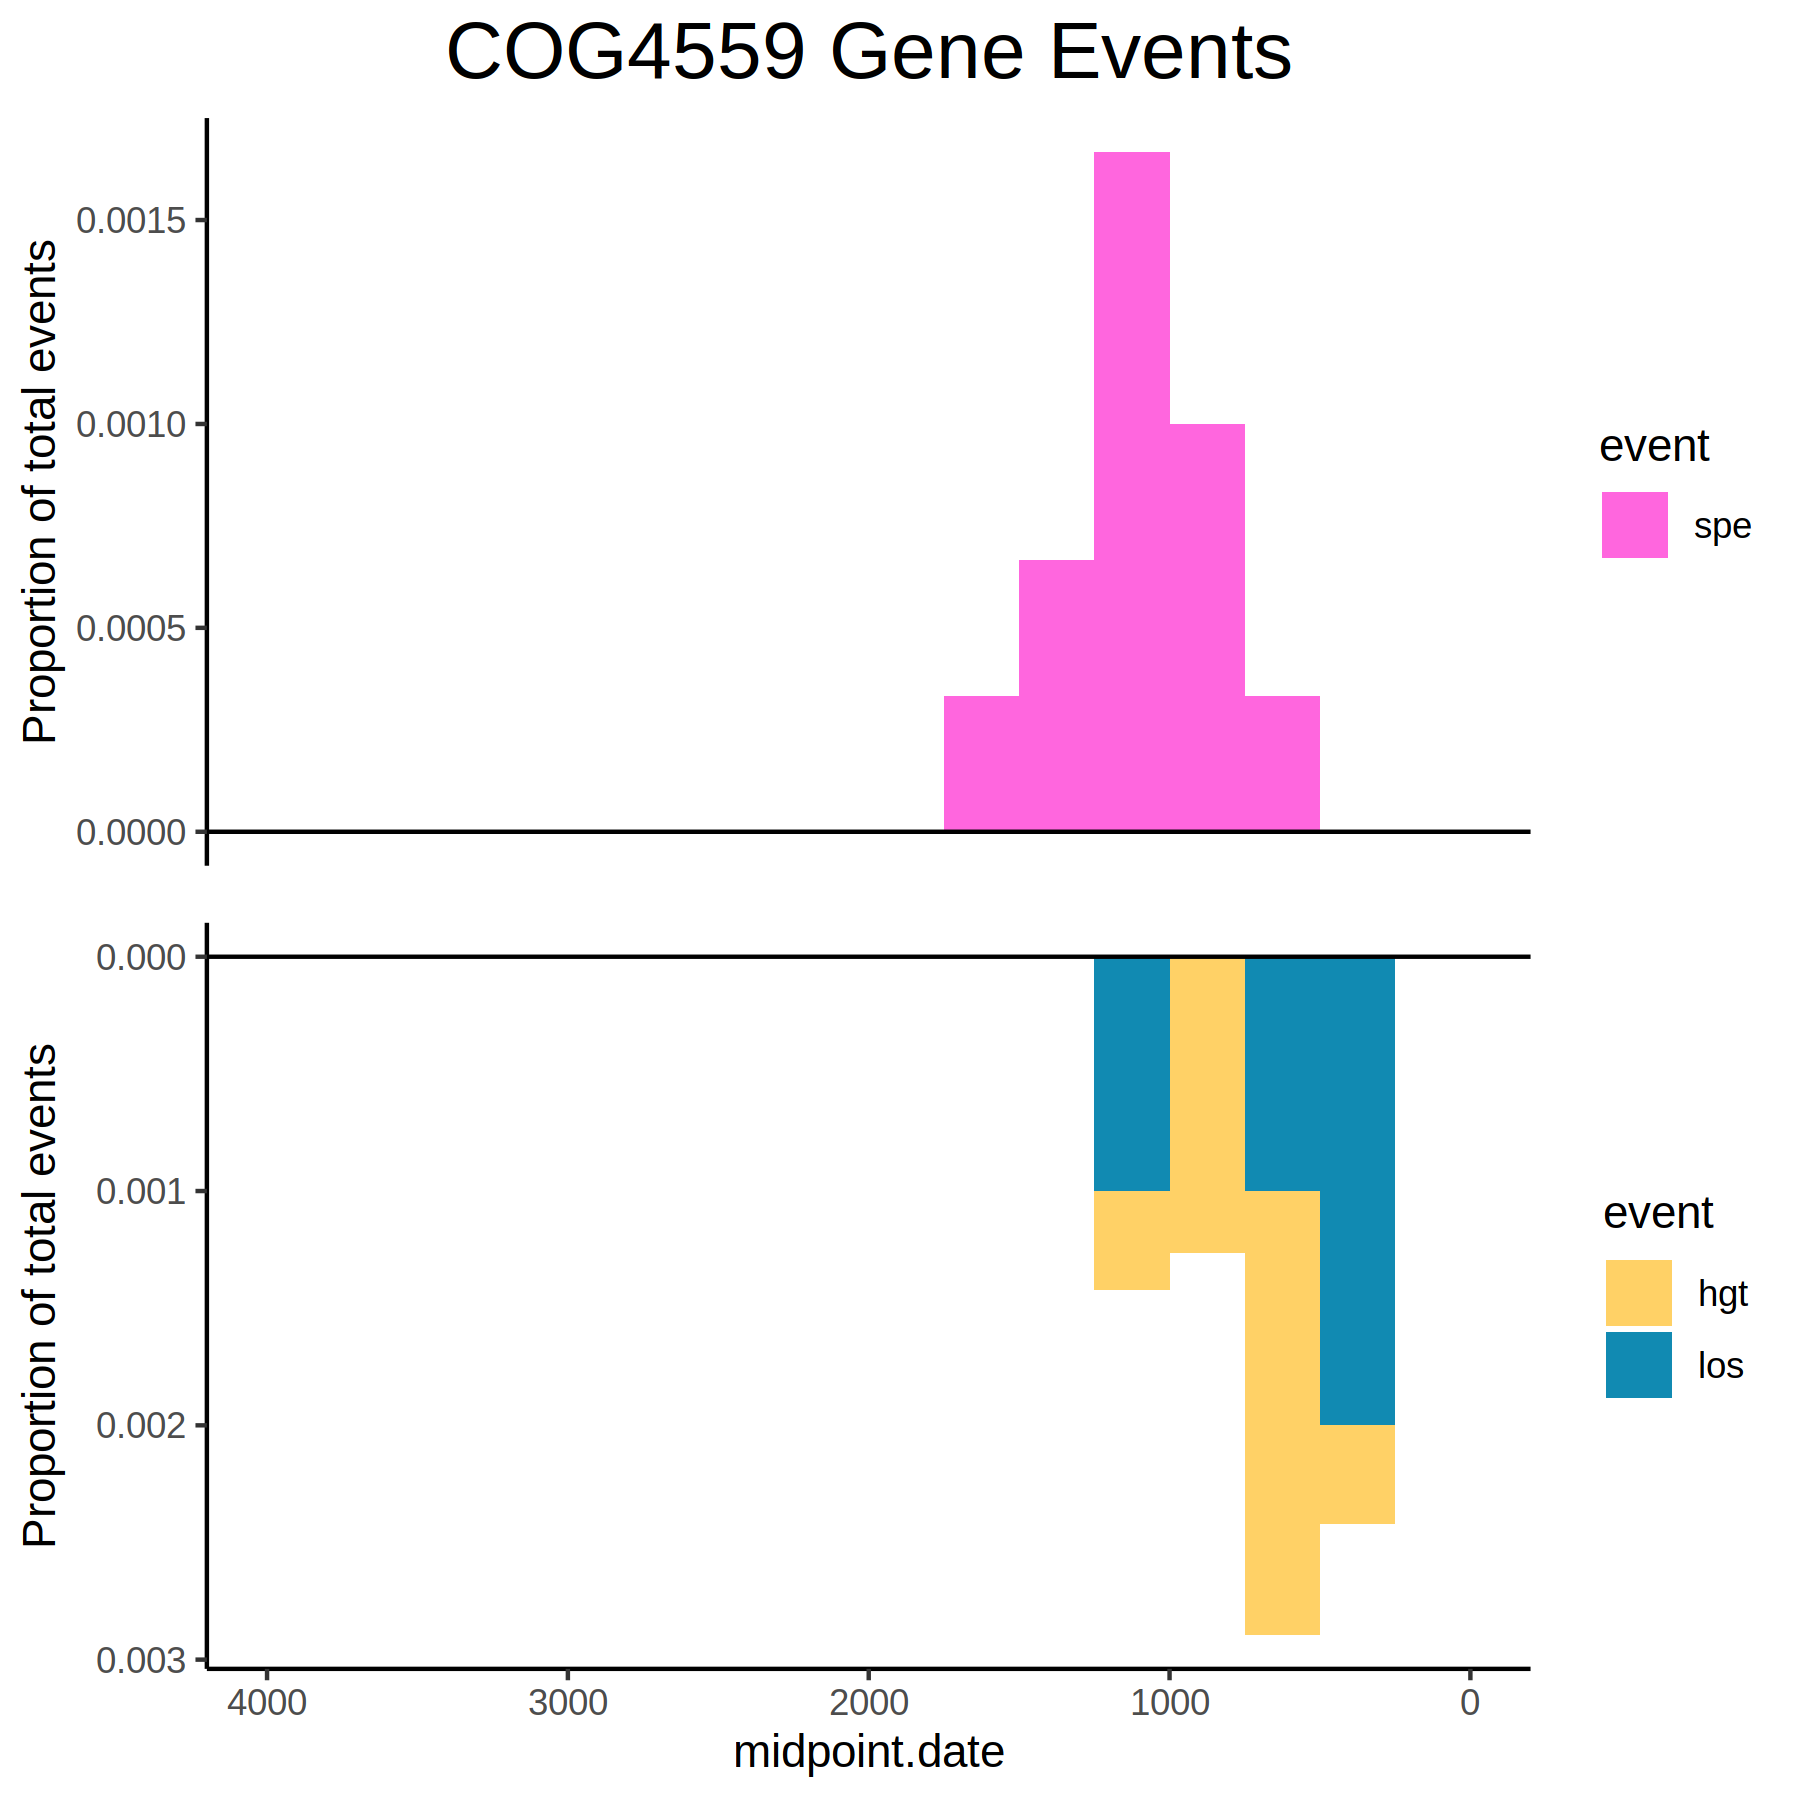 COG4559 Gene Events
Proportion of total events
0.0015
0.0010
0.0005
0.0000
event
spe
Proportion of total events
0.000
0.001
0.002
0.003
event
hgt
los
4000 3000 2000 1000 0
midpoint.date